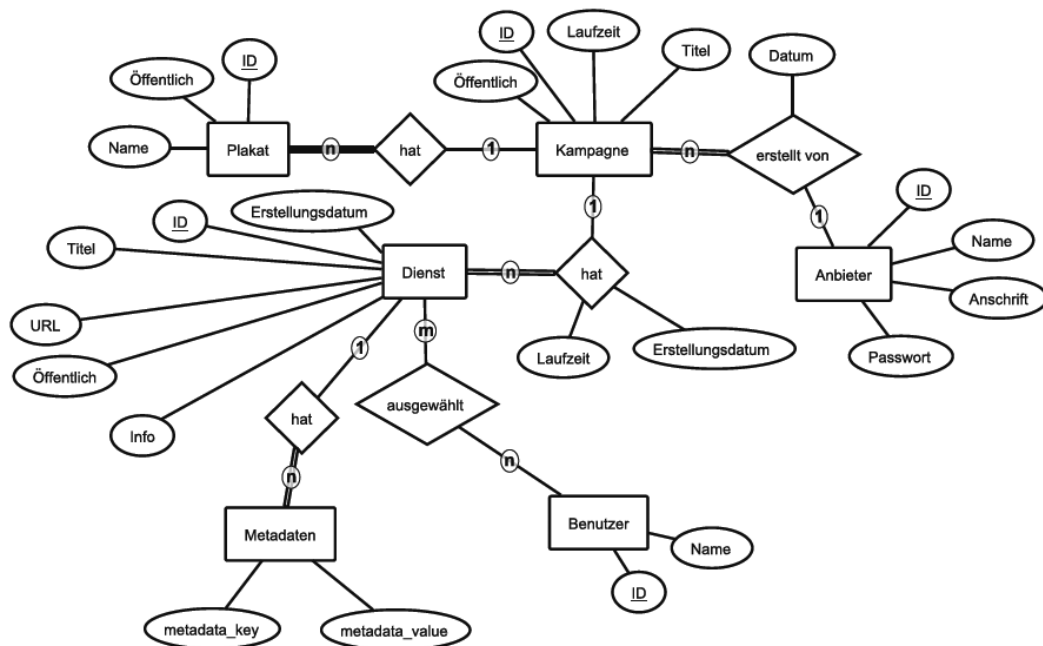 ID
Laufzeit
ID
Titel
Datum
Öffentlich
Öffentlich
Name
Plakat
n
hat
1
Kampagne
n
erstellt von
ID
Erstellungsdatum
1
1
ID
Titel
Name
Dienst
n
hat
Anbieter
Anschrift
URL
m
Laufzeit
Erstellungsdatum
Passwort
1
Öffentlich
ausgewählt
hat
Info
n
n
Metadaten
Benutzer
Name
ID
metadata_key
metadata_value